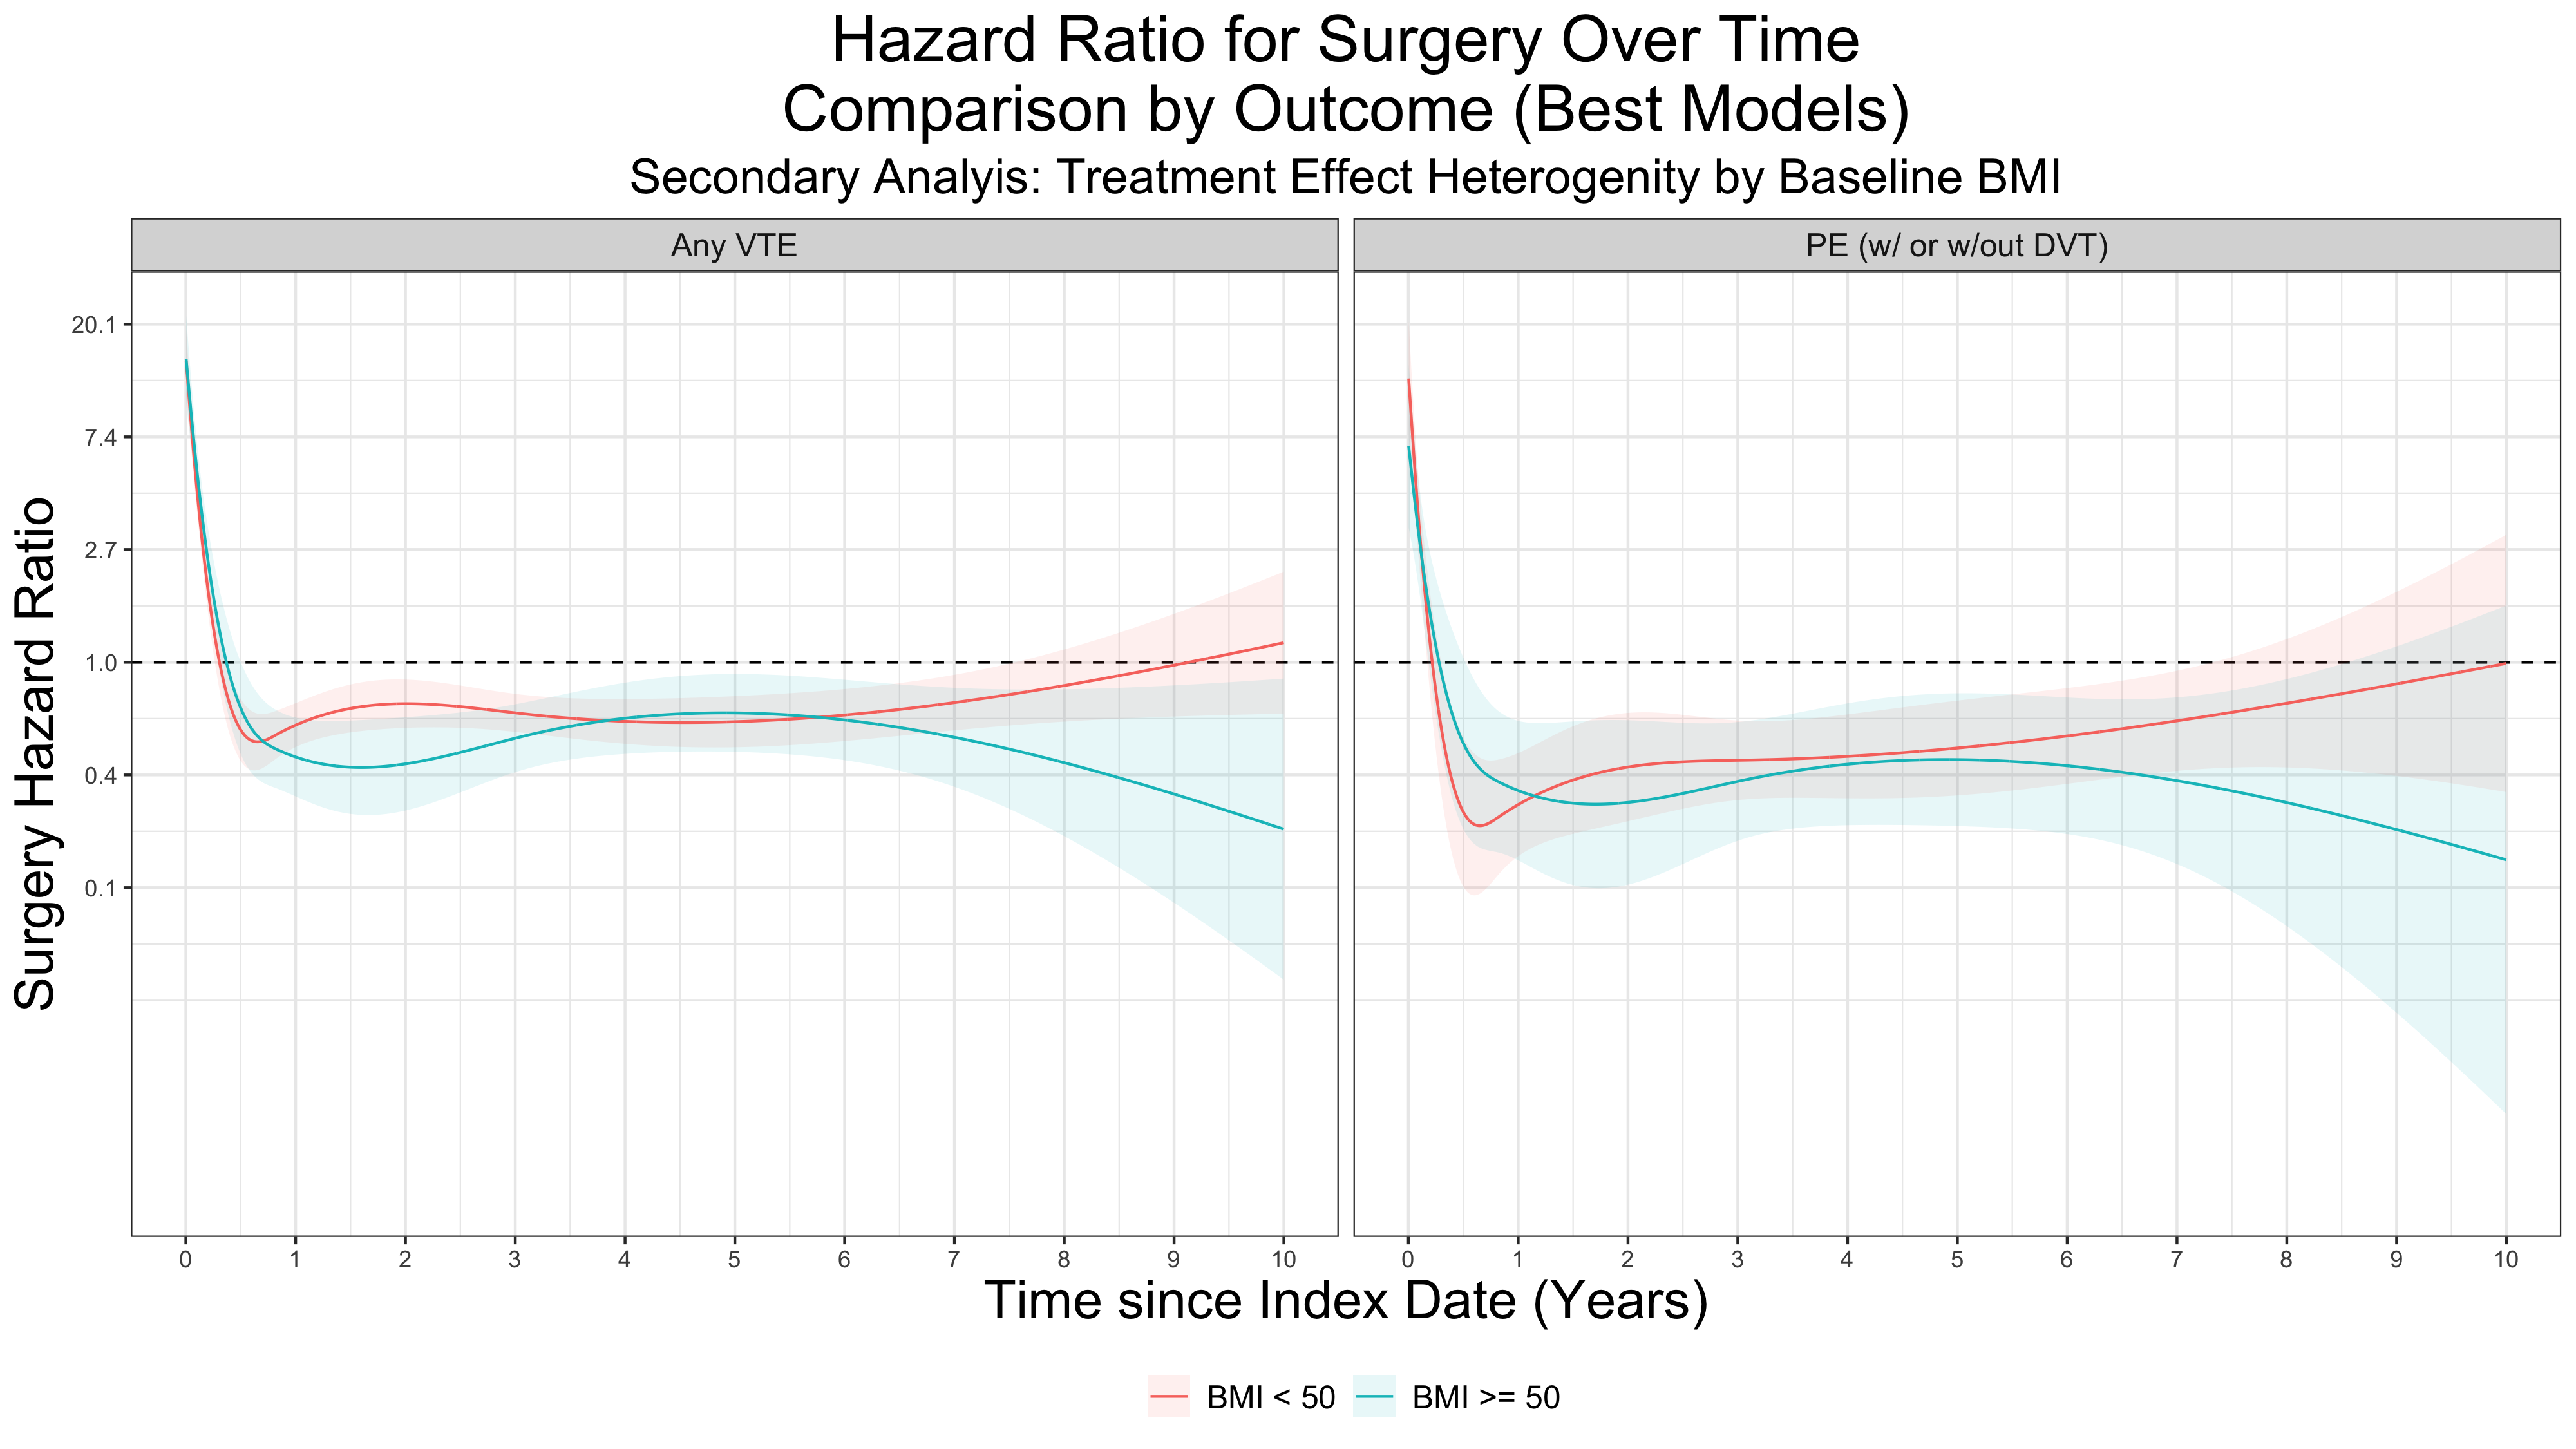 Hazard Ratio for Surgery Over Time
Comparison by Outcome (Best Models)
Secondary Analyis: Treatment Effect Heterogenity by Baseline BMI
Any VTE
PE (w/ or w/out DVT)
Surgery Hazard Ratio
20.1
7.4
2.7
1.0
0.4
0.1
0 1 2 3 4 5 6 7 8 9 10
0 1 2 3 4 5 6 7 8 9 10
Time since Index Date (Years)
BMI < 50
BMI >= 50